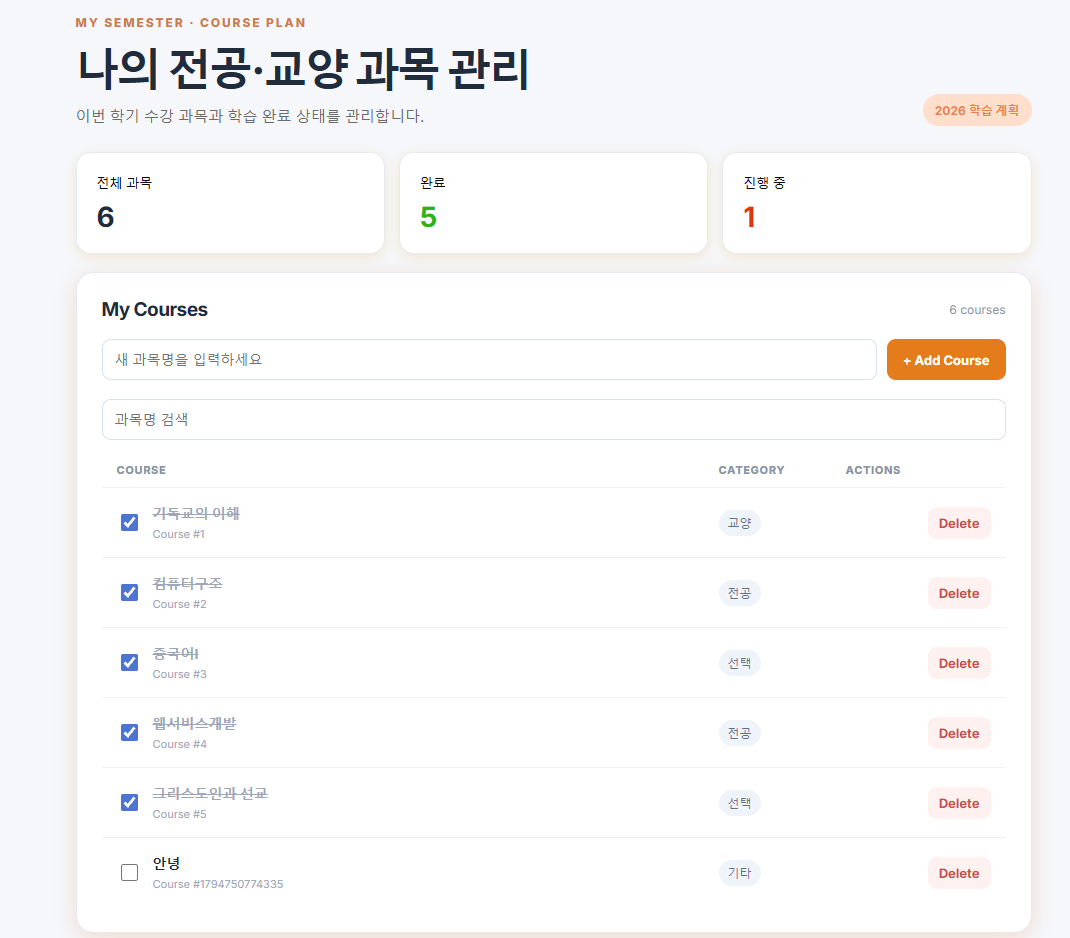 MY SEMESTER · COURSE PLAN
나의 전공·교양 과목 관리
이번 학기 수강 과목과 학습 완료 상태를 관리합니다.
2026 학습 계획
전체 과목
6
완료
5
진행 중
1
My Courses
6 courses
새 과목명을 입력하세요
+ Add Course
과목명 검색
COURSE CATEGORY ACTIONS
기독교의 이해
Course #1
교양
Delete
컴퓨터구조
Course #2
전공
Delete
중국어I
Course #3
선택
Delete
웹서비스개발
Course #4
전공
Delete
그리스도인과 선교
Course #5
선택
Delete
안녕
Course #1794750774335
기타
Delete